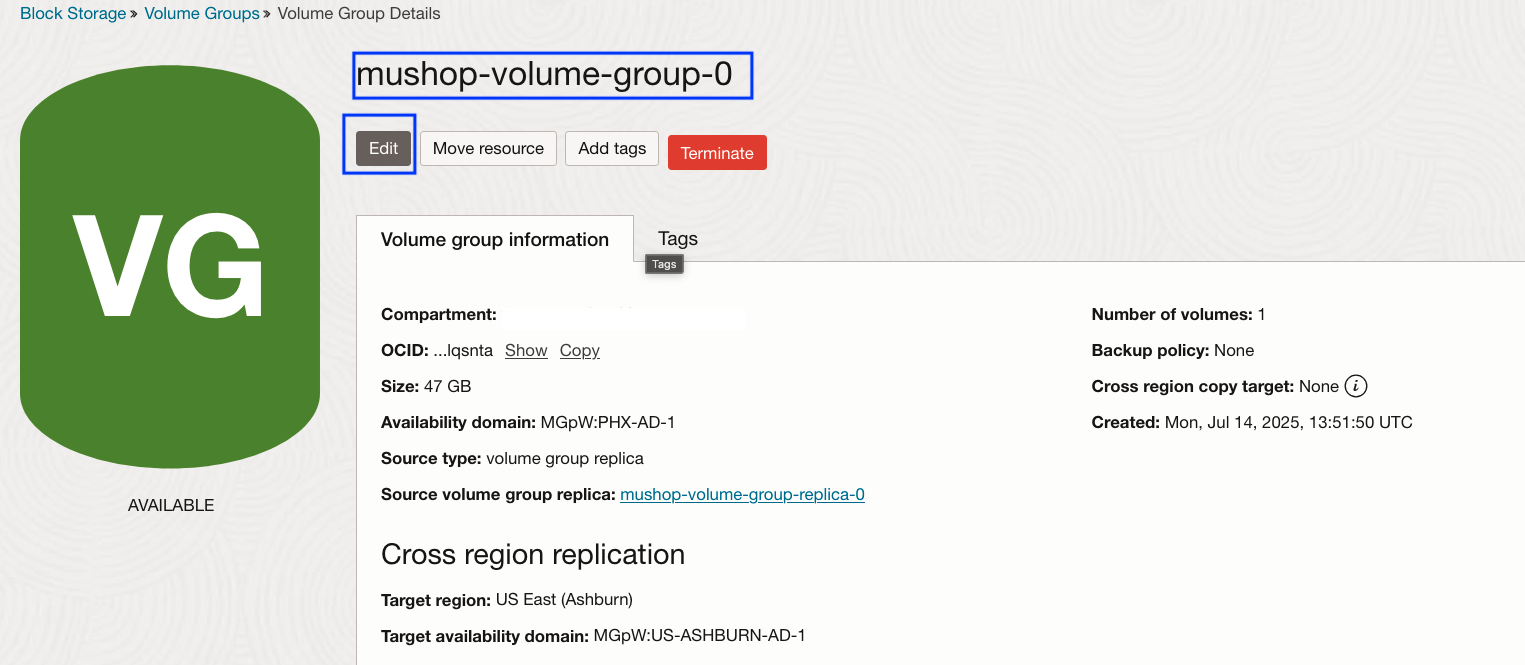 Block Storage » Volume Groups » Volume Group Details
mushop-volume-group-0
Edit Move resource Add tags Terminate
VG
AVAILABLE
Volume group information Tags
Tags
Compartment:
OCID: ...lqsnta Show Copy
Size: 47 GB
Availability domain: MGpW:PHX-AD-1
Source type: volume group replica
Source volume group replica: mushop-volume-group-replica-0
Number of volumes: 1
Backup policy: None
Cross region copy target: None i
Created: Mon, Jul 14, 2025, 13:51:50 UTC
Cross region replication
Target region: US East (Ashburn)
Target availability domain: MGpW:US-ASHBURN-AD-1